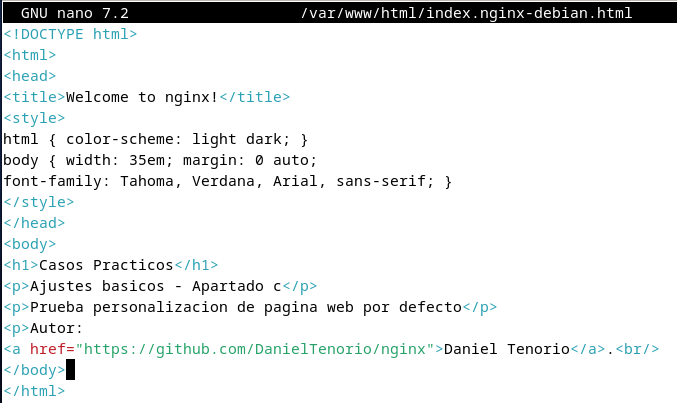 GNU nano 7.2 /var/www/html/index.nginx-debian.html
<!DOCTYPE html>
<html>
<head>
<title>Welcome to nginx!</title>
<style>
html { color-scheme: light dark; }
body { width: 35em; margin: 0 auto;
font-family: Tahoma, Verdana, Arial, sans-serif; }
</style>
</head>
<body>
<h1>Casos Practicos</h1>
<p>Ajustes basicos - Apartado c</p>
<p>Prueba personalizacion de pagina web por defecto</p>
<p>Autor:
<a href="https://github.com/DanielTenorio/nginx">Daniel Tenorio</a>.<br/>
</body>
</html>